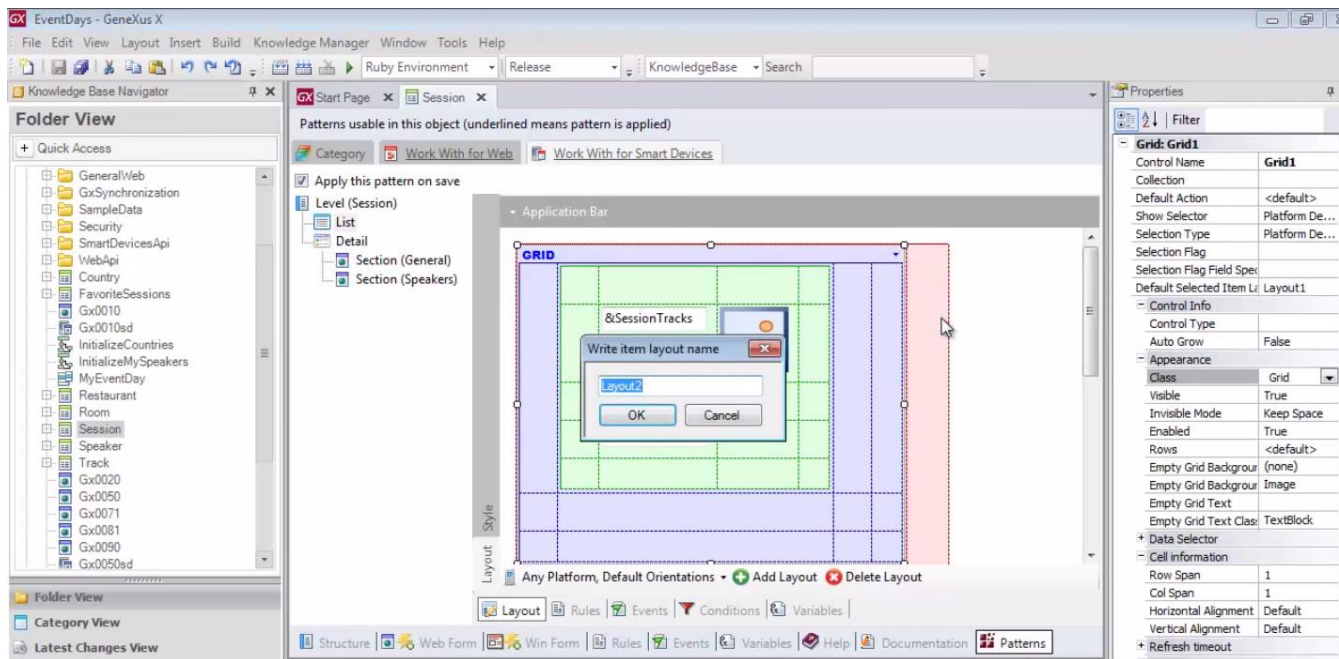 EventDays - GeneXus X
File Edit View Layout Insert Build Knowledge Manager Window Tools Help
Ruby Environment Release KnowledgeBase Search
Knowledge Base Navigator
Folder View
Quick Access
GeneralWeb
GxSynchronization
SampleData
Security
SmartDevicesApi
WebApi
Country
FavoriteSessions
Gx0010
Gx0010sd
InitializeCountries
InitializeMySpeakers
MyEventDay
Restaurant
Room
Session
Speaker
Track
Gx0020
Gx0050
Gx0071
Gx0081
Gx0090
Gx0050sd
Folder View
Category View
Latest Changes View
GX Start Page Session
Patterns usable in this object (underlined means pattern is applied)
Category Work With for Web Work With for Smart Devices
Apply this pattern on save
Level (Session)
List
Detail
Section (General)
Section (Speakers)
Application Bar
GRID
&SessionTracks
Write item layout name
Layout2
OK Cancel
Style
Layout
Any Platform, Default Orientations Add Layout Delete Layout
Layout Rules Events Conditions Variables
Structure Web Form Win Form Rules Events Variables Help Documentation Patterns
Properties
Filter
Grid: Grid1
Control Name Grid1
Collection
Default Action <default>
Show Selector Platform De...
Selection Type Platform De...
Selection Flag
Selection Flag Field Spec
Default Selected Item La Layout1
Control Info
Control Type
Auto Grow False
Appearance
Class Grid
Visible True
Invisible Mode Keep Space
Enabled True
Rows <default>
Empty Grid Backgrour (none)
Empty Grid Backgrour Image
Empty Grid Text
Empty Grid Text Clas: TextBlock
Data Selector
Cell information
Row Span 1
Col Span 1
Horizontal Alignment Default
Vertical Alignment Default
Refresh timeout